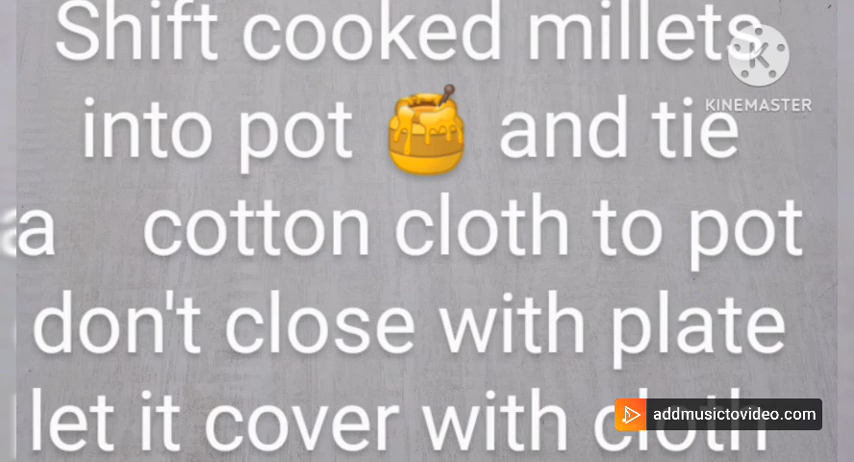 Shift cooked millets
KINEMASTER
into pot 🍯 and tie
a cotton cloth to pot
don't close with plate
let it cover with cloth
addmusictovideo.com